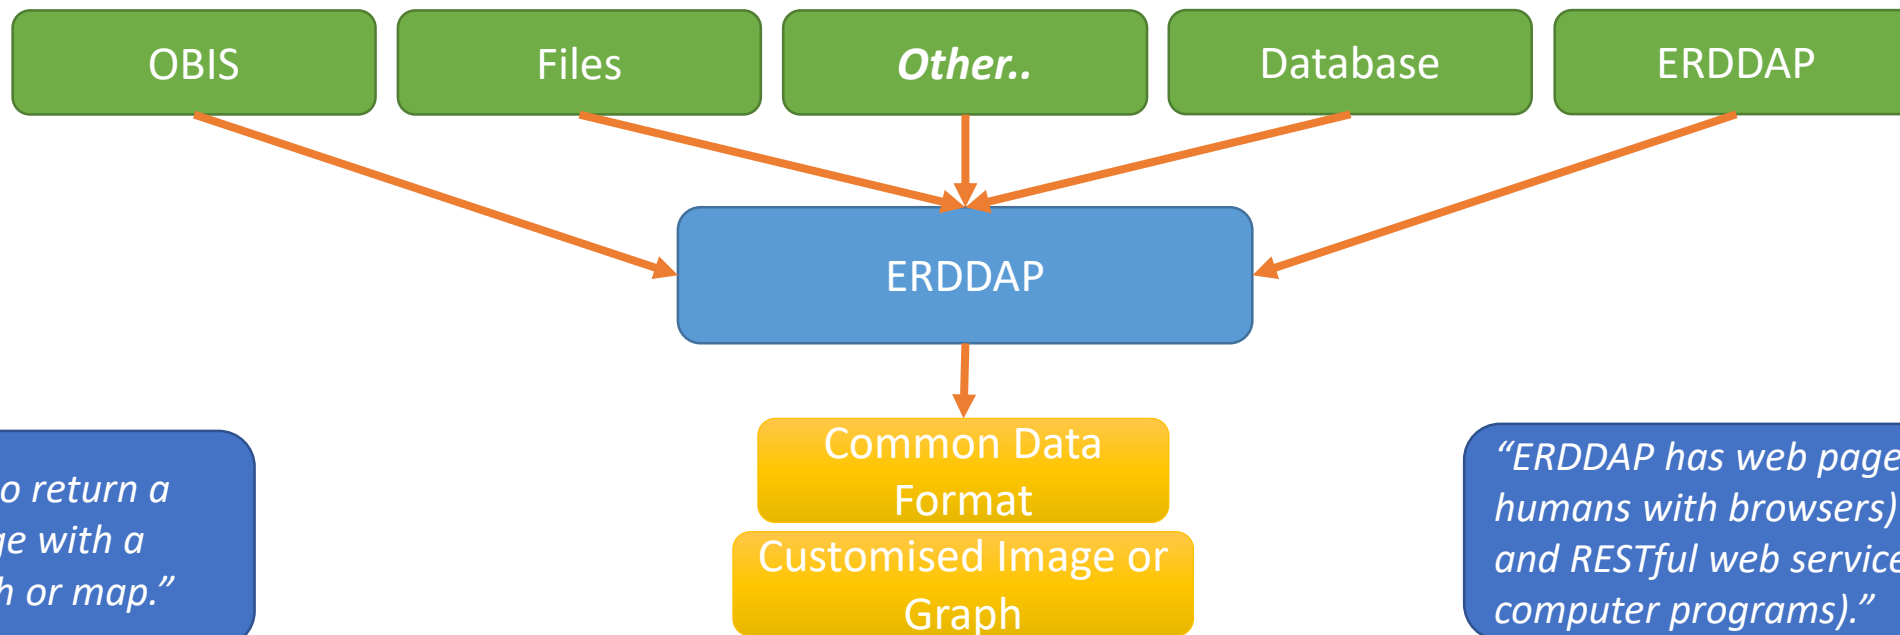 OBIS
Files
Other..
Database
ERDDAP
ERDDAP
Common Data
Format
Customised Image or
Graph
o return a
ge with a
h or map.”
“ERDDAP has web page
humans with browsers)
and RESTful web service
computer programs).”